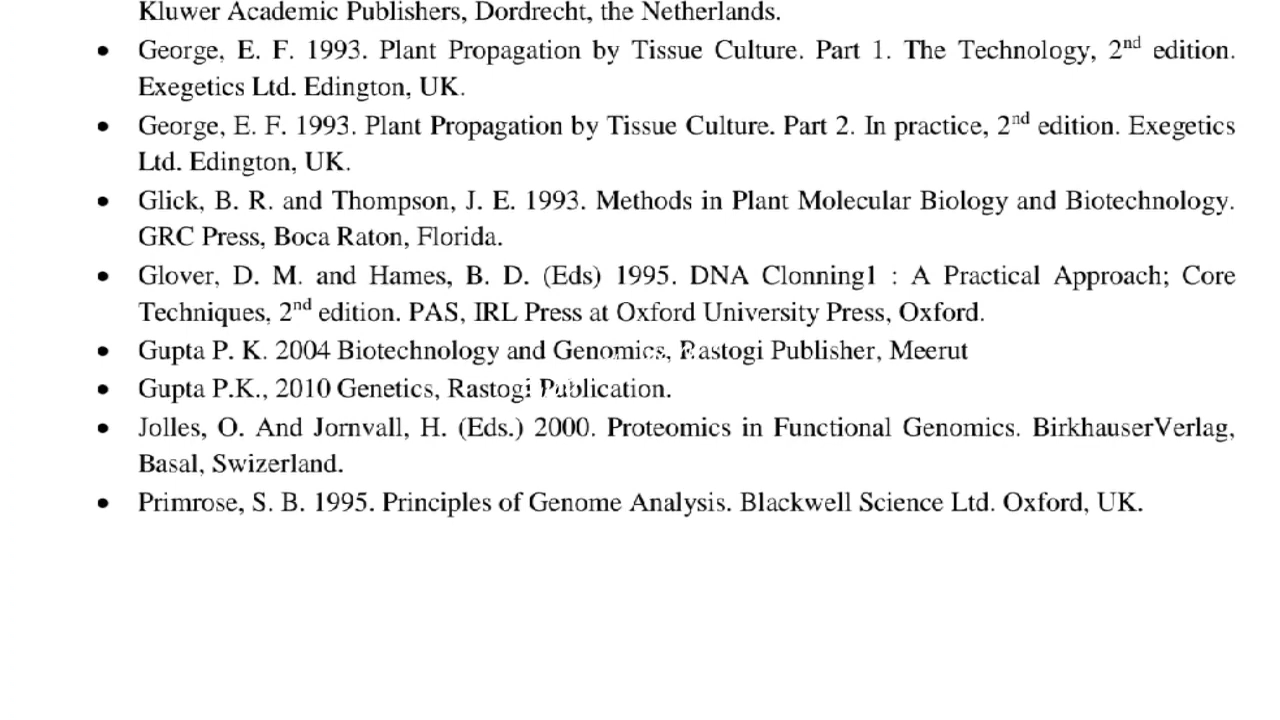 Kluwer Academic Publishers, Dordrecht, the Netherlands.
• George, E. F. 1993. Plant Propagation by Tissue Culture. Part 1. The Technology, 2nd edition.
Exegetics Ltd. Edington, UK.
• George, E. F. 1993. Plant Propagation by Tissue Culture. Part 2. In practice, 2nd edition. Exegetics
Ltd. Edington, UK.
• Glick, B. R. and Thompson, J. E. 1993. Methods in Plant Molecular Biology and Biotechnology.
GRC Press, Boca Raton, Florida.
• Glover, D. M. and Hames, B. D. (Eds) 1995. DNA Clonning1 : A Practical Approach; Core
Techniques, 2nd edition. PAS, IRL Press at Oxford University Press, Oxford.
• Gupta P. K. 2004 Biotechnology and Genomics, Rastogi Publisher, Meerut
• Gupta P.K., 2010 Genetics, Rastogi Publication.
• Jolles, O. And Jornvall, H. (Eds.) 2000. Proteomics in Functional Genomics. BirkhauserVerlag,
Basal, Swizerland.
• Primrose, S. B. 1995. Principles of Genome Analysis. Blackwell Science Ltd. Oxford, UK.